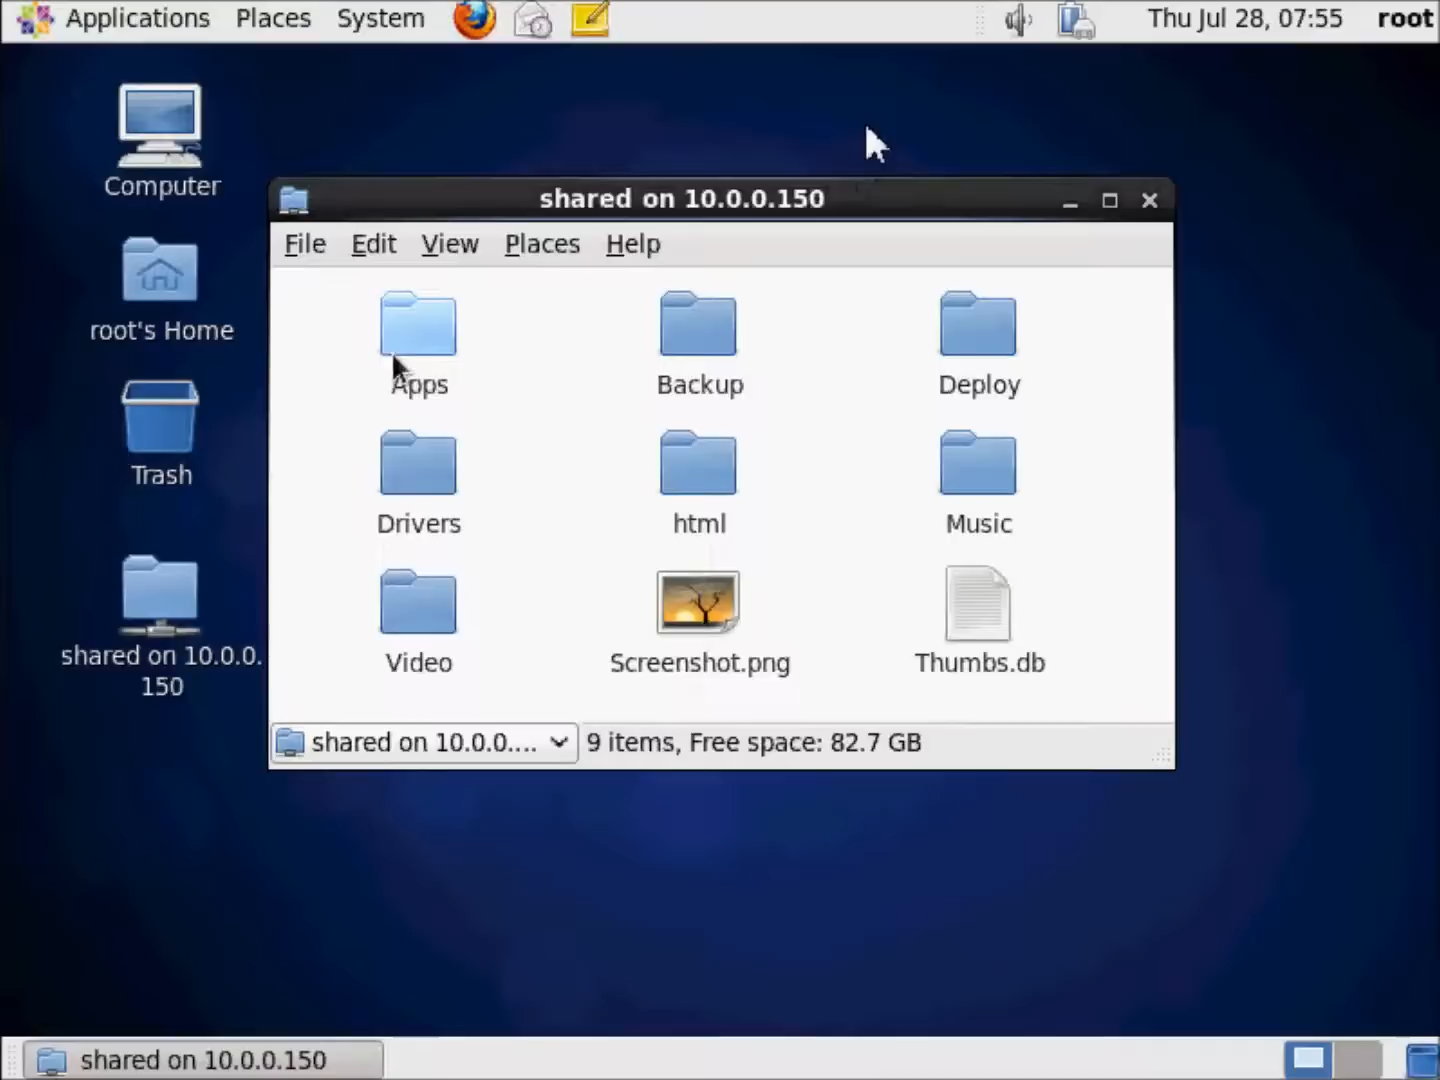 Applications Places System Thu Jul 28, 07:55 root
Computer
root's Home
Trash
shared on 10.0.0.
150
shared on 10.0.0.150
File Edit View Places Help
Apps Backup Deploy
Drivers html Music
Video Screenshot.png Thumbs.db
shared on 10.0.0.... 9 items, Free space: 82.7 GB
shared on 10.0.0.150